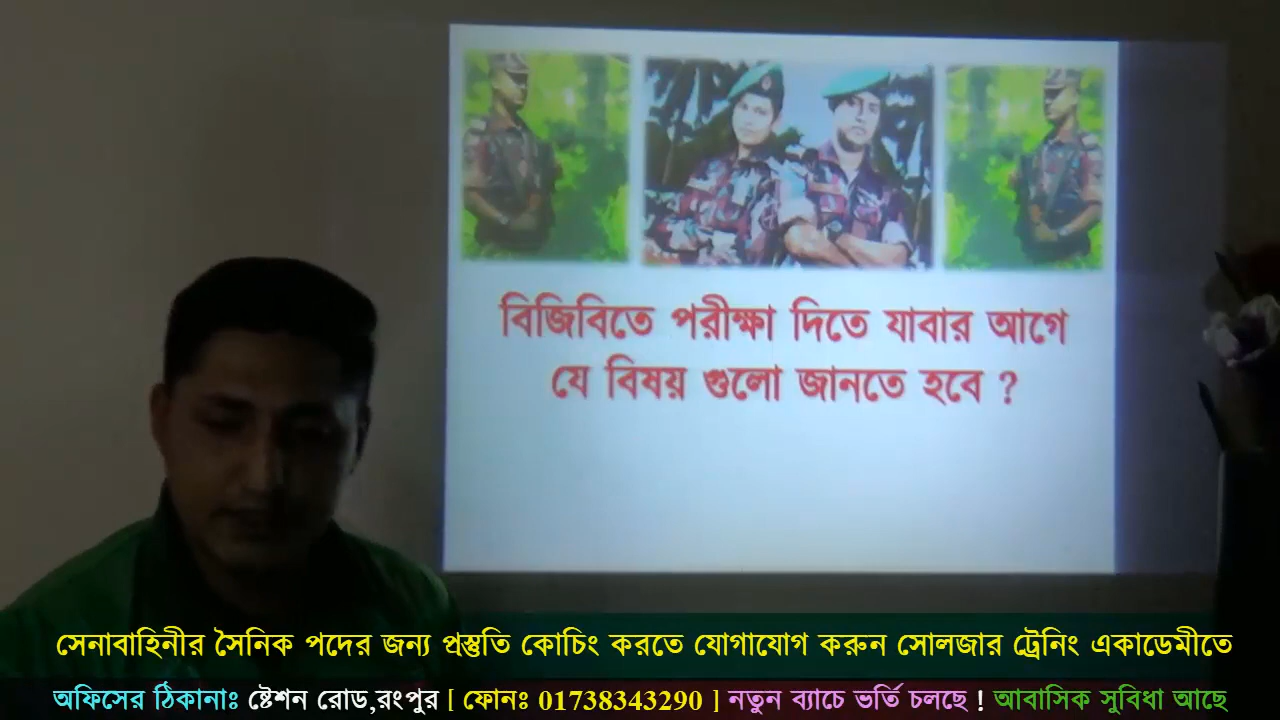 বিজিবিতে পরীক্ষা দিতে যাবার আগে
যে বিষয় গুলো জানতে হবে ?
সেনাবাহিনীর সৈনিক পদের জন্য প্রস্তুতি কোচিং করতে যোগাযোগ করুন সোলজার ট্রেনিং একাডেমীতে
অফিসের ঠিকানাঃ ষ্টেশন রোড,রংপুর [ ফোনঃ 01738343290 ] নতুন ব্যাচে ভর্তি চলছে ! আবাসিক সুবিধা আছে